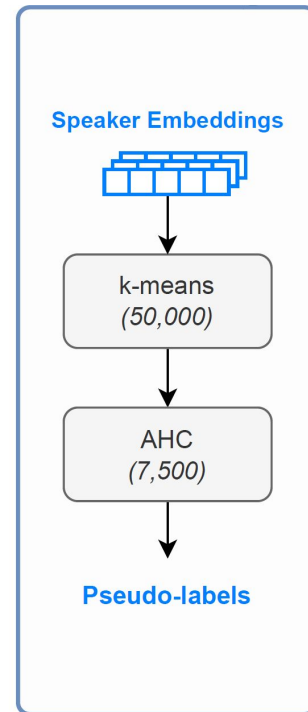 Speaker Embeddings
k-means
(50,000)
AHC
(7,500)
Pseudo-labels